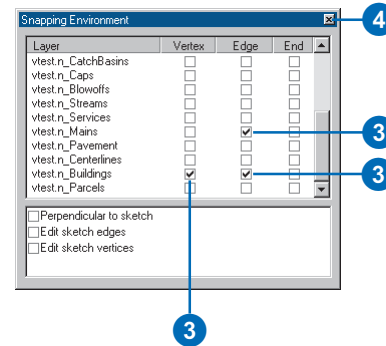 Snapping Environment
4
Layer Vertex Edge End
vtest.n_CatchBasins
vtest.n_Caps
vtest.n_Blowoffs
vtest.n_Streams
vtest.n_Services
vtest.n_Mains
3
vtest.n_Pavement
vtest.n_Centerlines
vtest.n_Buildings
3
vtest.n_Parcels
Perpendicular to sketch
Edit sketch edges
Edit sketch vertices
3